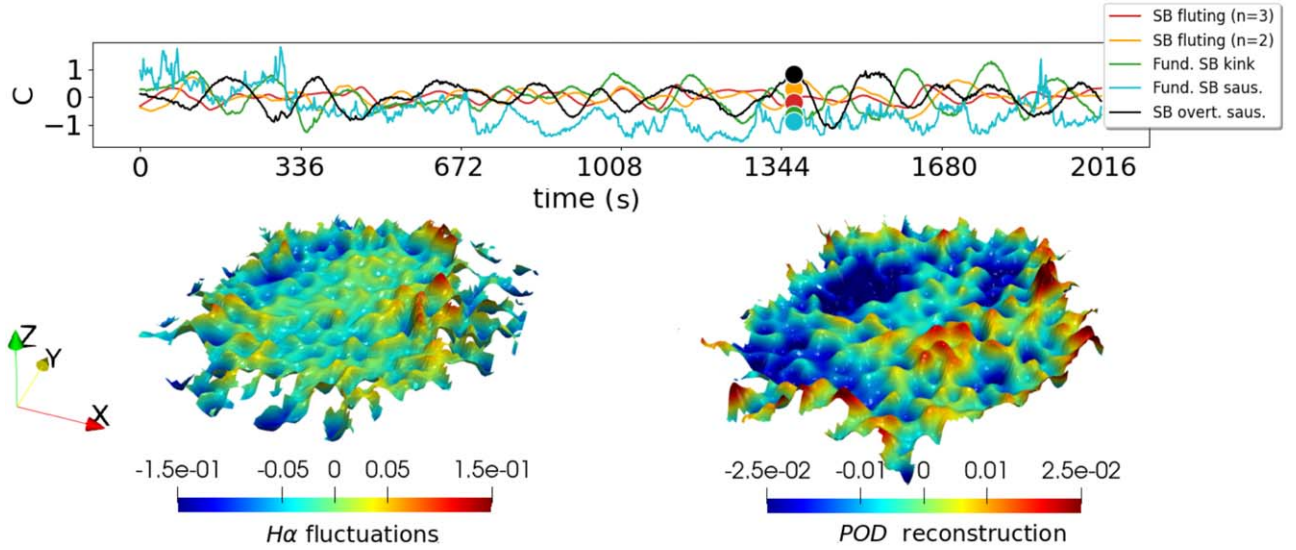 SB fluting (n=3)
SB fluting (n=2)
Fund. SB kink
Fund. SB saus.
SB overt. saus.
C
1
0
−1
0 336 672 1008 1344 1680 2016
time (s)
Z
Y
X
-1.5e-01 -0.05 0 0.05 1.5e-01
Hα fluctuations
-2.5e-02 -0.01 0 0.01 2.5e-02
POD reconstruction